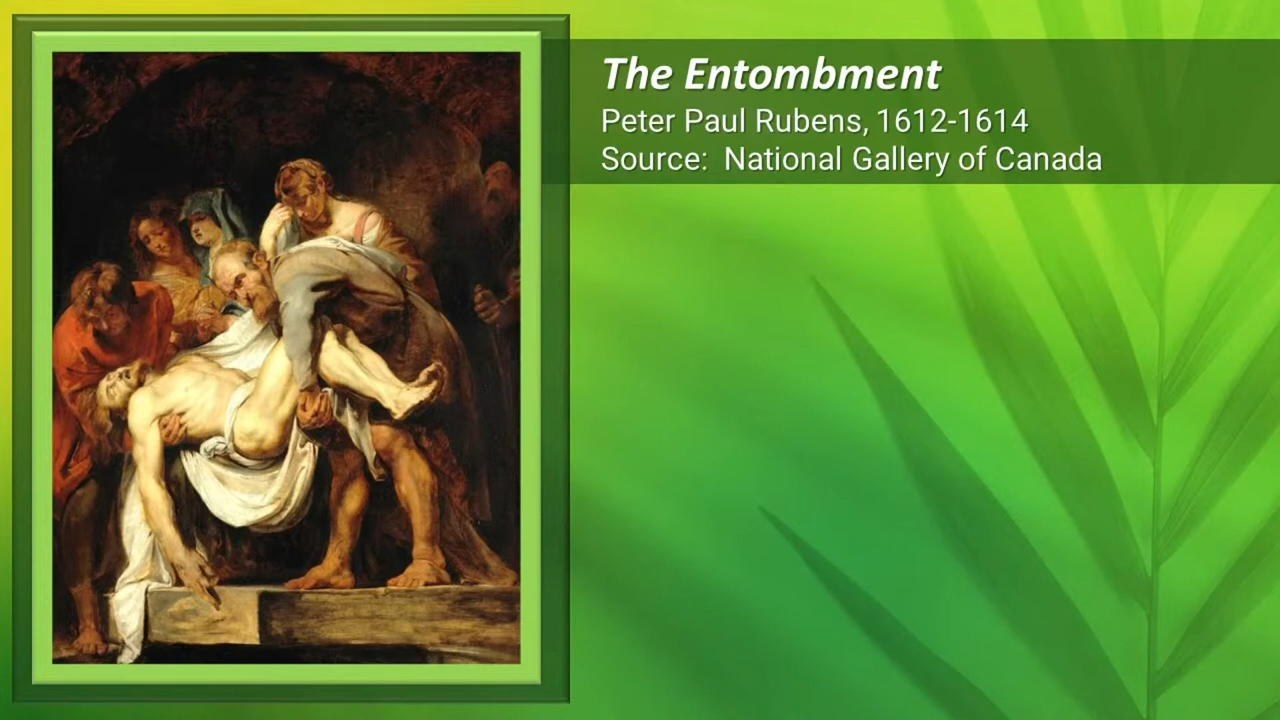 The Entombment
Peter Paul Rubens, 1612-1614
Source:  National Gallery of Canada